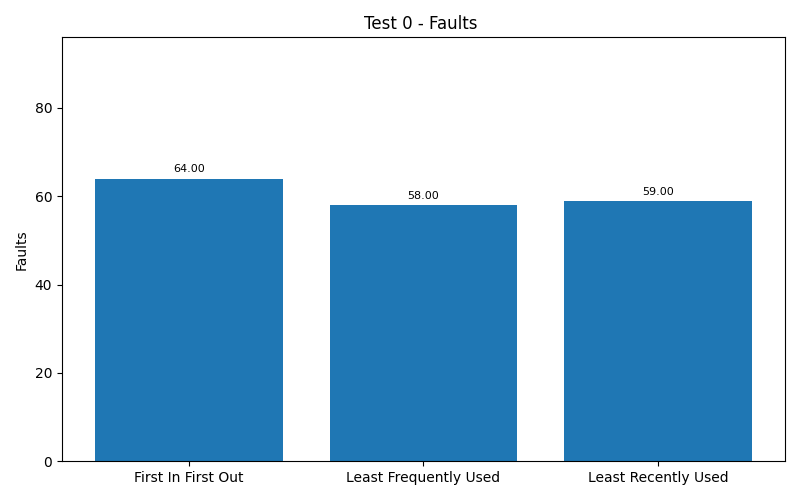 Test 0 - Faults
80
60
40
20
0
Faults
64.00
58.00
59.00
First In First Out
Least Frequently Used
Least Recently Used